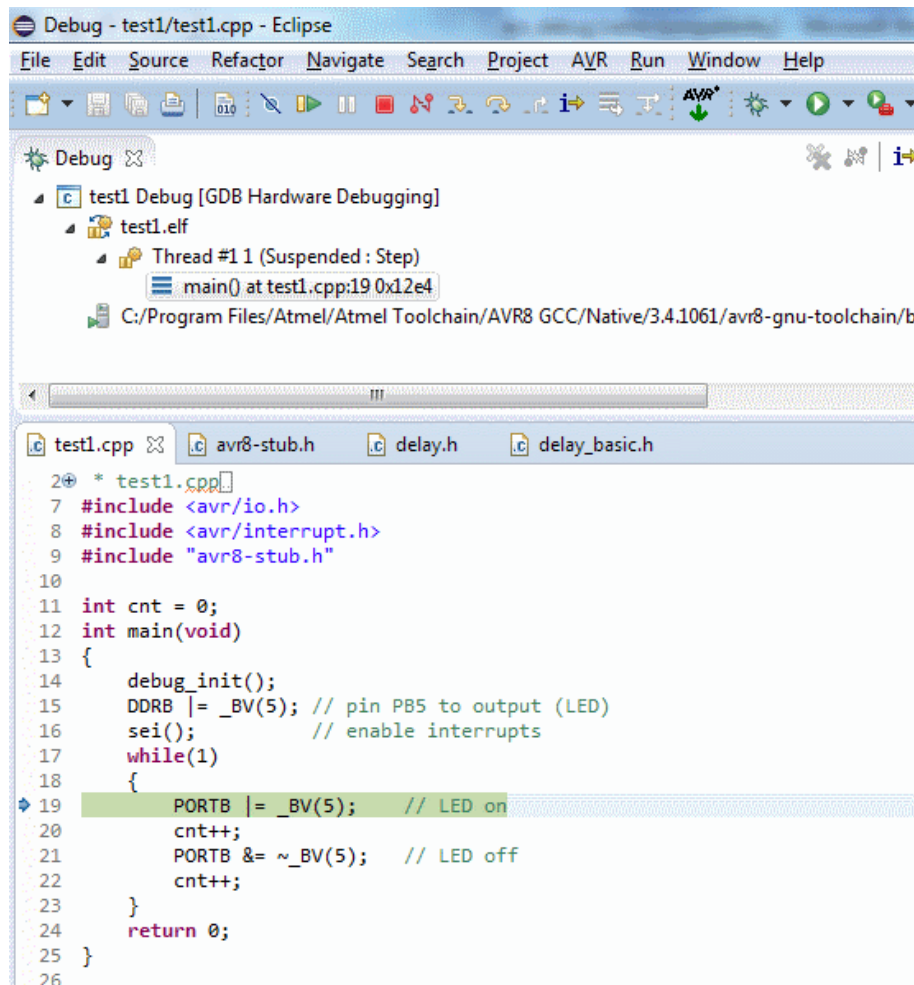 Debug - test1/test1.cpp - Eclipse
File Edit Source Refactor Navigate Search Project AVR Run Window Help
010 i AVR
Debug
test1 Debug [GDB Hardware Debugging]
test1.elf
Thread #1 1 (Suspended : Step)
main() at test1.cpp:19 0x12e4
C:/Program Files/Atmel/Atmel Toolchain/AVR8 GCC/Native/3.4.1061/avr8-gnu-toolchain/b
test1.cpp avr8-stub.h delay.h delay_basic.h
2 * test1.cpp
7 #include <avr/io.h>
8 #include <avr/interrupt.h>
9 #include "avr8-stub.h"
10
11 int cnt = 0;
12 int main(void)
13 {
14 debug_init();
15 DDRB |= _BV(5); // pin PB5 to output (LED)
16 sei(); // enable interrupts
17 while(1)
18 {
19 PORTB |= _BV(5); // LED on
20 cnt++;
21 PORTB &= ~_BV(5); // LED off
22 cnt++;
23 }
24 return 0;
25 }
26